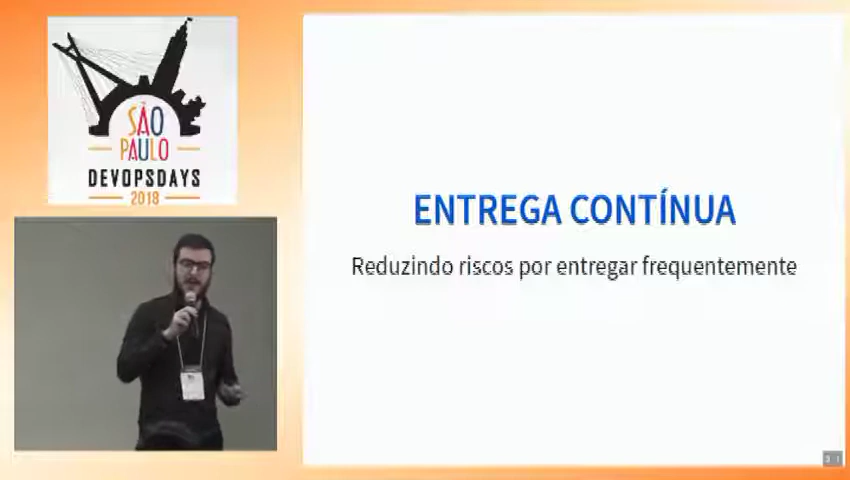 SÃO
PAULO
DEVOPSDAYS
2018
ENTREGA CONTÍNUA
Reduzindo riscos por entregar frequentemente